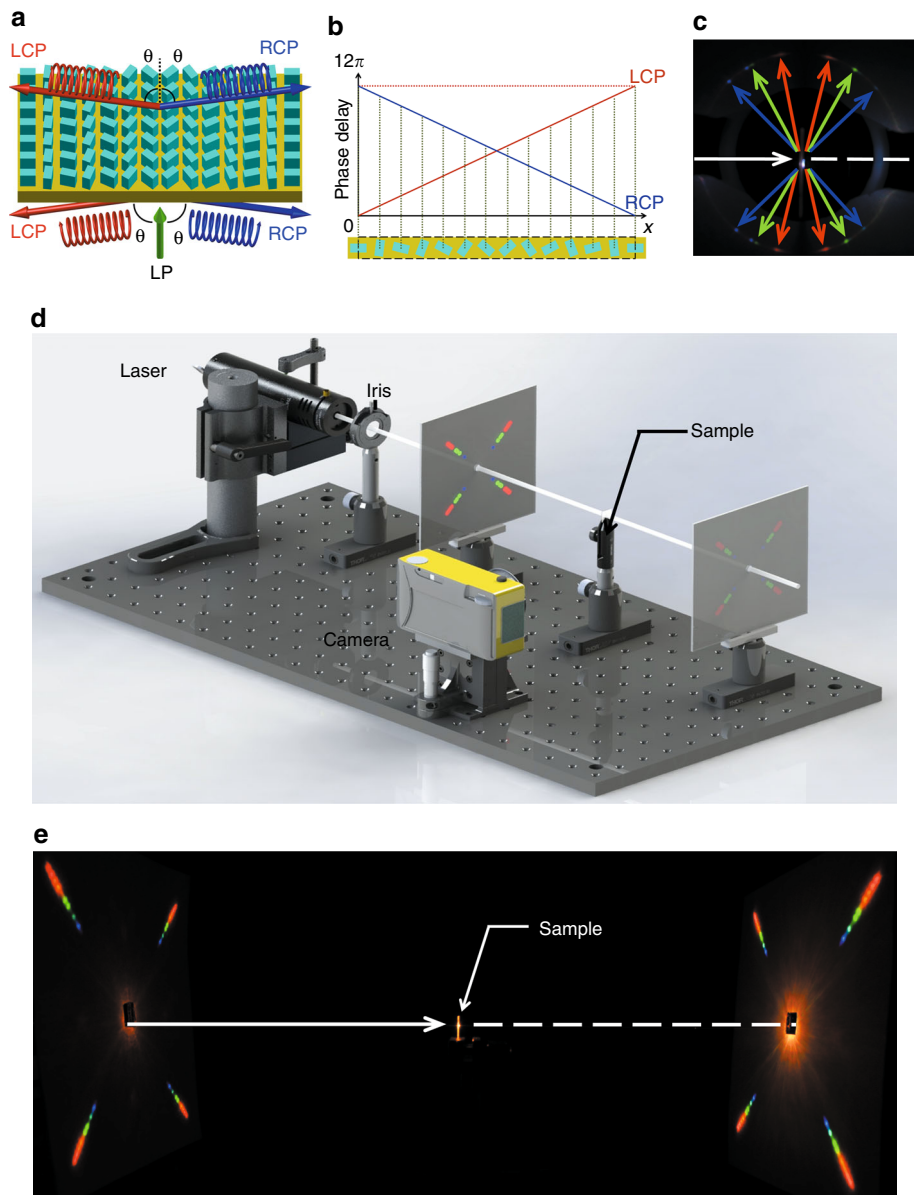 a
LCP
θ
θ
RCP
LCP
θ
θ
RCP
LP
b
12π
LCP
Phase delay
RCP
0
x
c
d
Laser
Iris
Sample
Camera
e
Sample